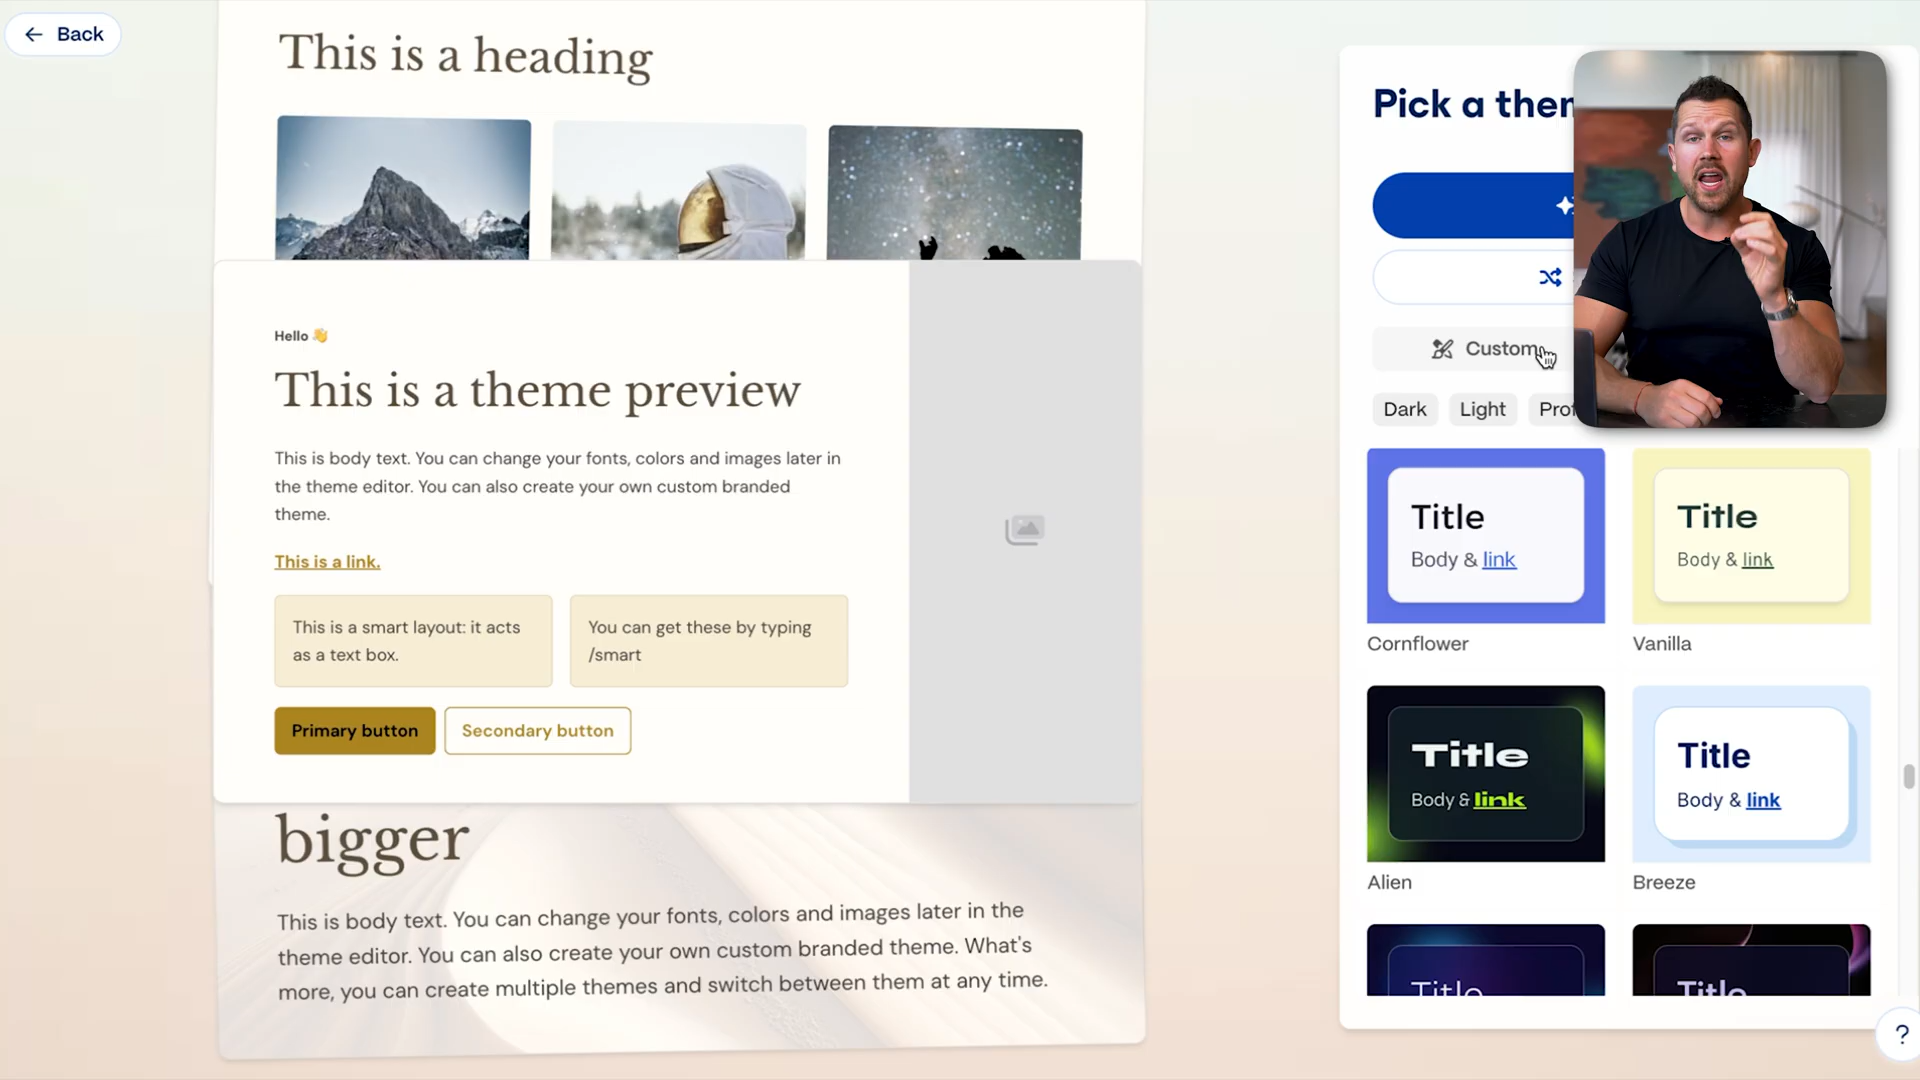 Back
This is a heading
Hello 👋
This is a theme preview
This is body text. You can change your fonts, colors and images later in
the theme editor. You can also create your own custom branded
theme.
This is a link.
This is a smart layout: it acts
as a text box.
You can get these by typing
/smart
Primary button
Secondary button
bigger
This is body text. You can change your fonts, colors and images later in the
theme editor. You can also create your own custom branded theme. What's
more, you can create multiple themes and switch between them at any time.
Pick a
Custom
Dark
Light
Title
Body & link
Cornflower
Title
Body & link
Vanilla
Title
Body & link
Alien
Title
Body & link
Breeze
Title
Title
?